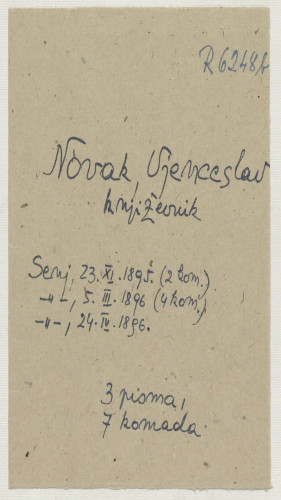 R 6248b
Novak, Vjenceslav
književnik
Senj, 23. XI. 1895. (2 kom.)
-"-, 5. III. 1896 (4 kom.),
-"-, 24. IV. 1896.
3 pisma,
7 komada.